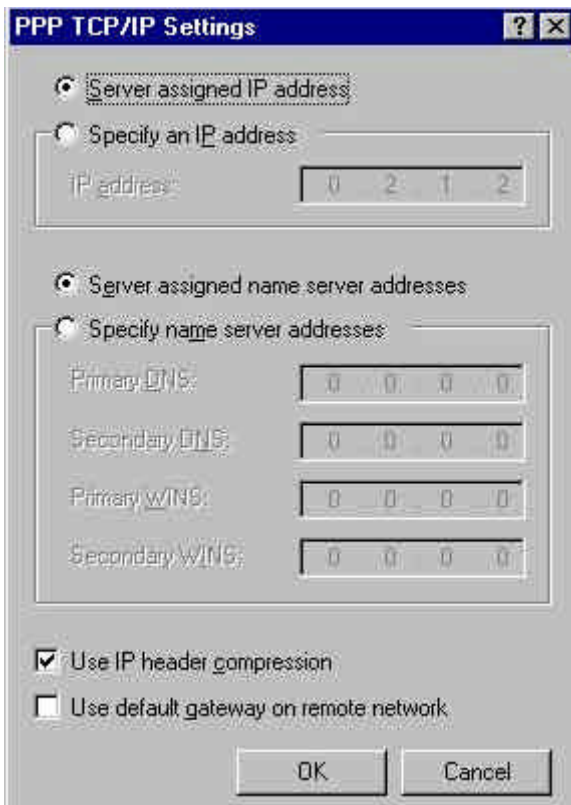 PPP TCP/IP Settings
Server assigned IP address
Specify an IP address
IP address: 0 2 1 2
Server assigned name server addresses
Specify name server addresses
Primary DNS: 0 0 0 0
Secondary DNS: 0 0 0 0
Primary WINS: 0 0 0 0
Secondary WINS: 0 0 0 0
Use IP header compression
Use default gateway on remote network
OK Cancel